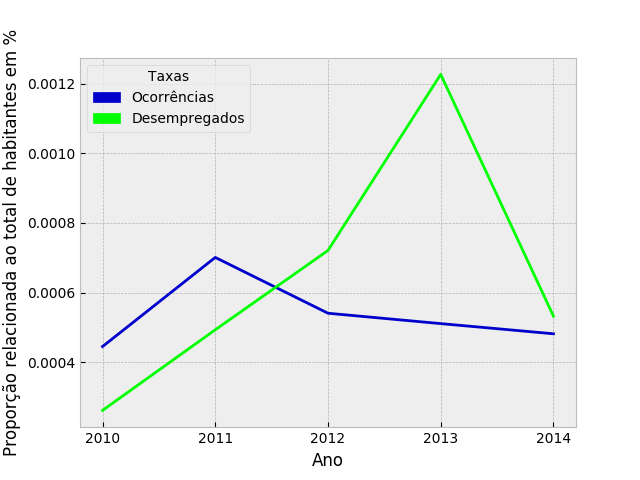 Proporção relacionada ao total de habitantes em %
0.0012
0.0010
0.0008
0.0006
0.0004
Taxas
Ocorrências
Desempregados
2010 2011 2012 2013 2014
Ano